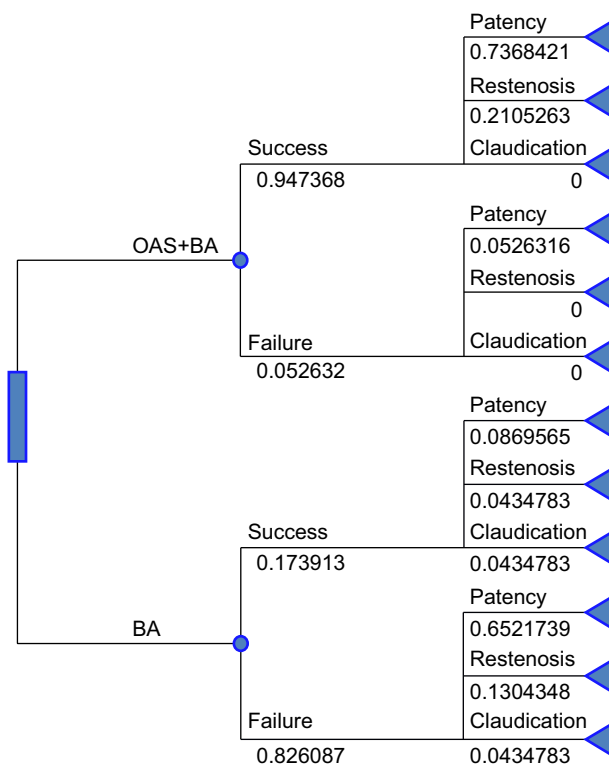 Patency
0.7368421
Restenosis
0.2105263
Success
Claudication
0.947368
0
Patency
OAS+BA
0.0526316
Restenosis
0
Failure
Claudication
0.052632
0
Patency
0.0869565
Restenosis
0.0434783
Success
Claudication
0.173913
0.0434783
Patency
BA
0.6521739
Restenosis
0.1304348
Failure
Claudication
0.826087
0.0434783